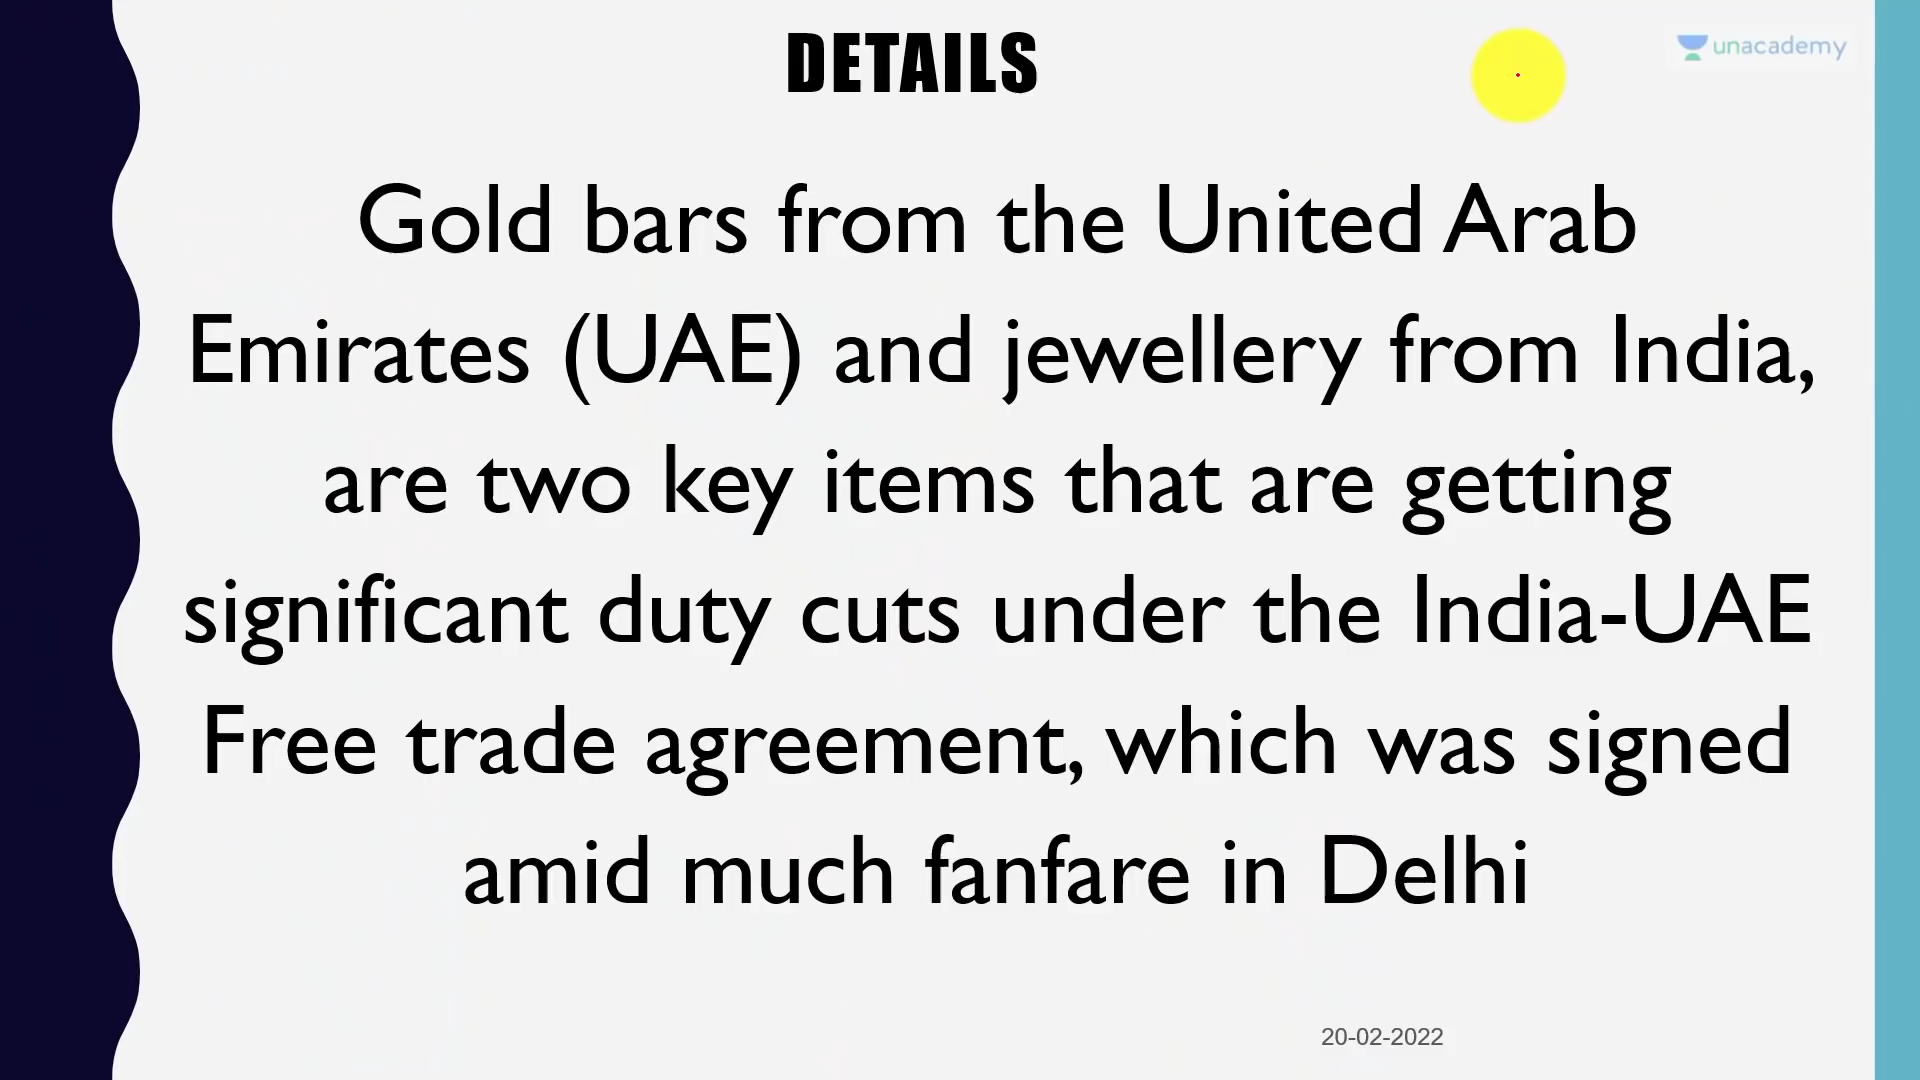 DETAILS
unacademy
Gold bars from the United Arab
Emirates (UAE) and jewellery from India,
are two key items that are getting
significant duty cuts under the India-UAE
Free trade agreement, which was signed
amid much fanfare in Delhi
20-02-2022